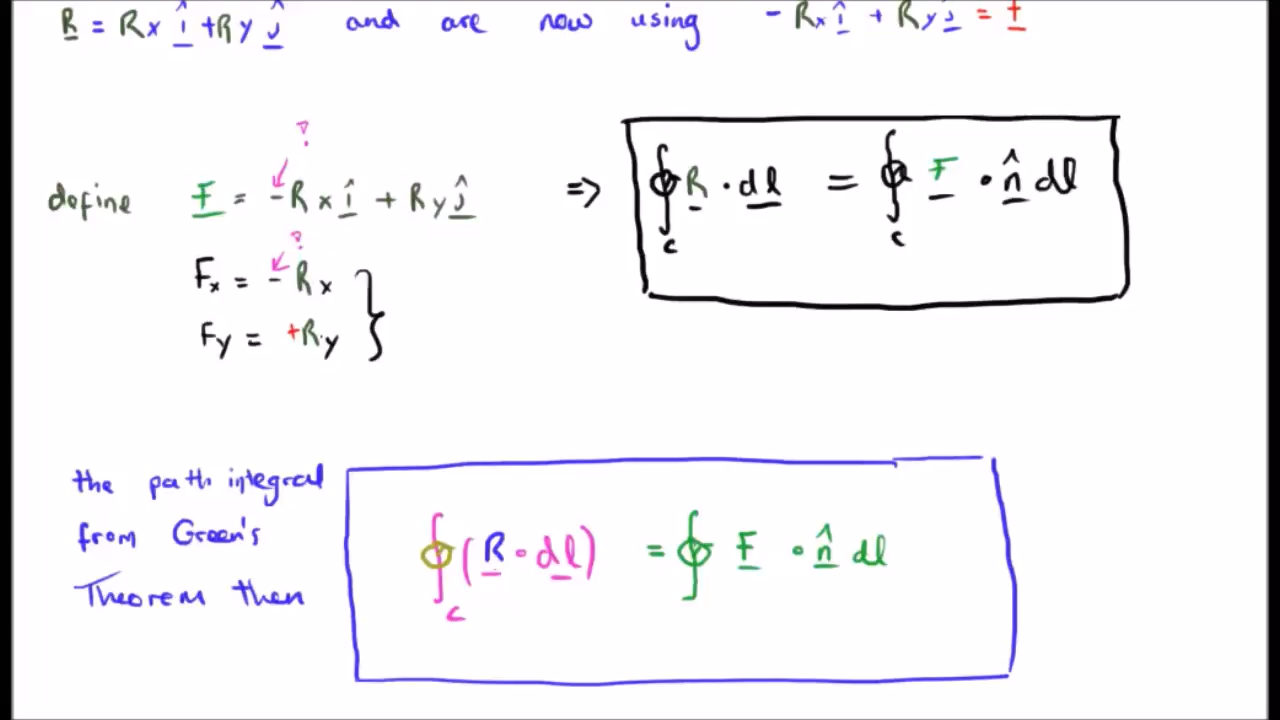 R = Rx î + Ry ĵ and are now using - Rx î + Ry ĵ = F
?
define F = -Rx î + Ry ĵ => ∮c R · dl = ∮c F · n̂ dl
?
Fx = -Rx
Fy = +Ry }
the path integral
from Green's
Theorem then
∮c (R · dl) = ∮ F · n̂ dl